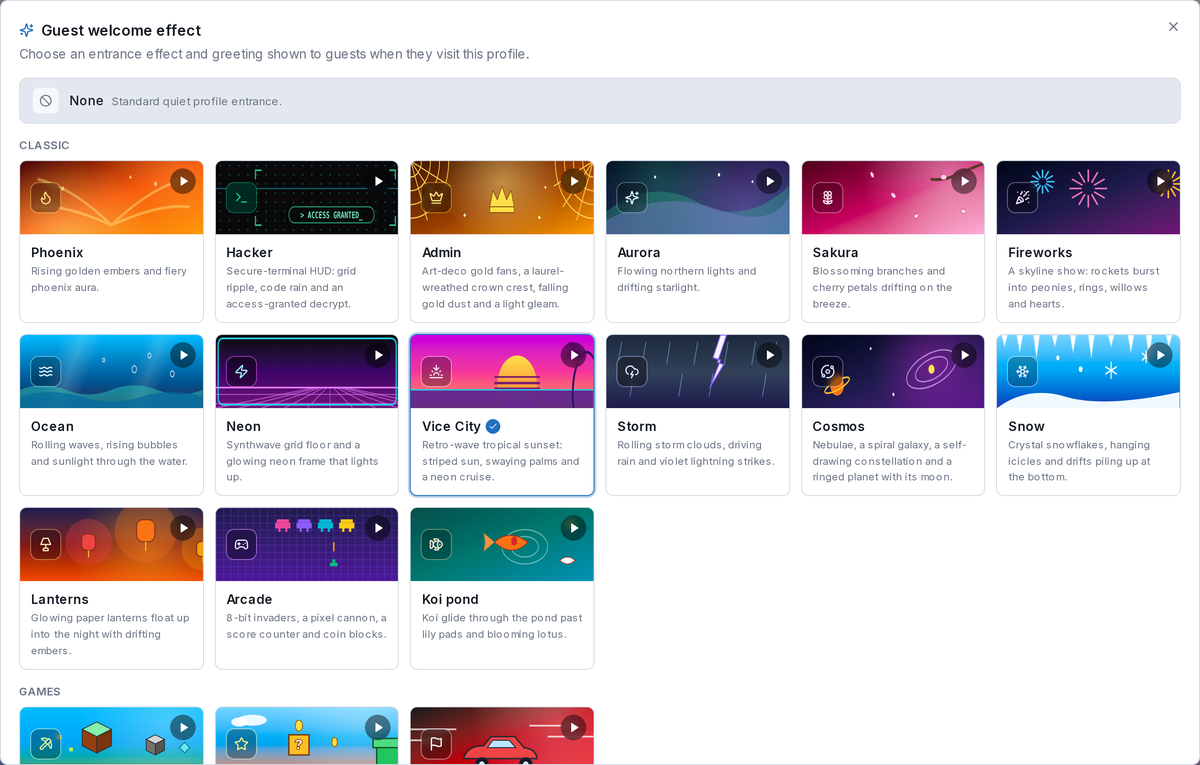 Guest welcome effect
Choose an entrance effect and greeting shown to guests when they visit this profile.
None Standard quiet profile entrance.
CLASSIC
> ACCESS GRANTED_
Phoenix
Rising golden embers and fiery
phoenix aura.
Hacker
Secure-terminal HUD: grid
ripple, code rain and an
access-granted decrypt.
Admin
Art-deco gold fans, a laurel-
wreathed crown crest, falling
gold dust and a light gleam.
Aurora
Flowing northern lights and
drifting starlight.
Sakura
Blossoming branches and
cherry petals drifting on the
breeze.
Fireworks
A skyline show: rockets burst
into peonies, rings, willows
and hearts.
Ocean
Rolling waves, rising bubbles
and sunlight through the water.
Neon
Synthwave grid floor and a
glowing neon frame that lights
up.
Vice City
Retro-wave tropical sunset:
striped sun, swaying palms and
a neon cruise.
Storm
Rolling storm clouds, driving
rain and violet lightning strikes.
Cosmos
Nebulae, a spiral galaxy, a self-
drawing constellation and a
ringed planet with its moon.
Snow
Crystal snowflakes, hanging
icicles and drifts piling up at
the bottom.
Lanterns
Glowing paper lanterns float up
into the night with drifting
embers.
Arcade
8-bit invaders, a pixel cannon, a
score counter and coin blocks.
Koi pond
Koi glide through the pond past
lily pads and blooming lotus.
GAMES
?